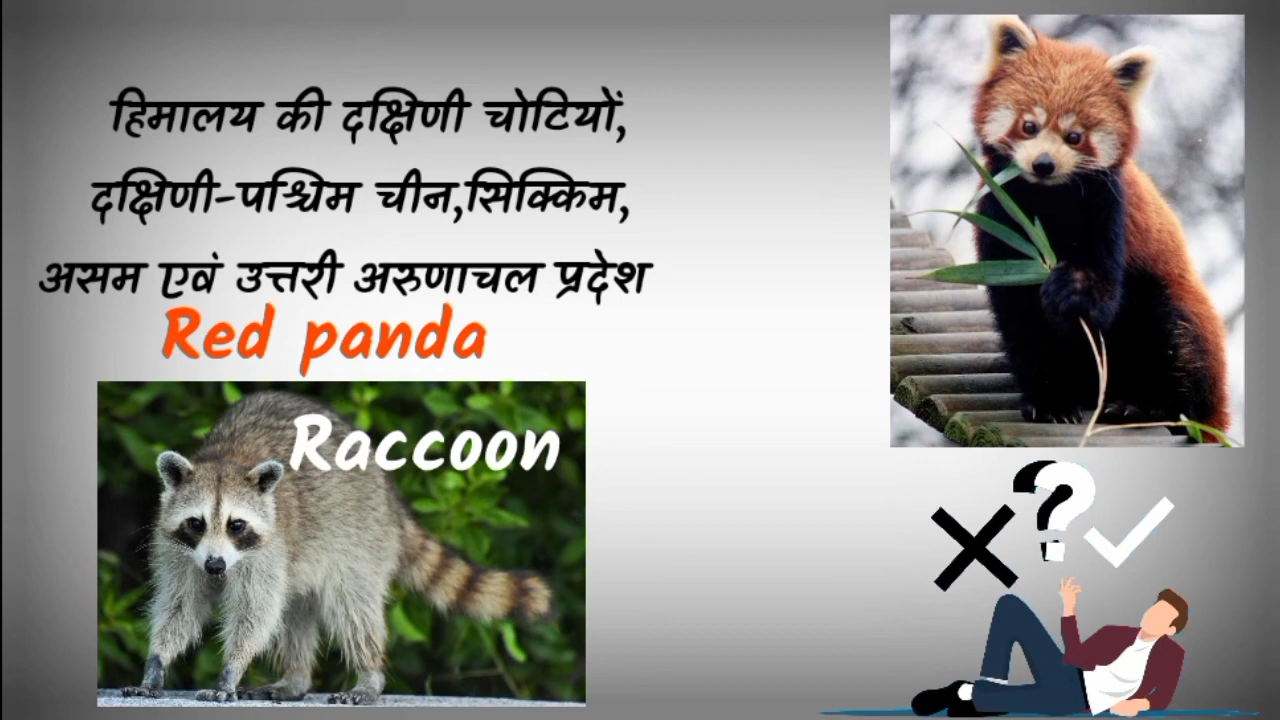 हिमालय की दक्षिणी चोटियों,
दक्षिणी-पश्चिम चीन,सिक्किम,
असम एवं उत्तरी अरुणाचल प्रदेश
Red panda
Raccoon
?